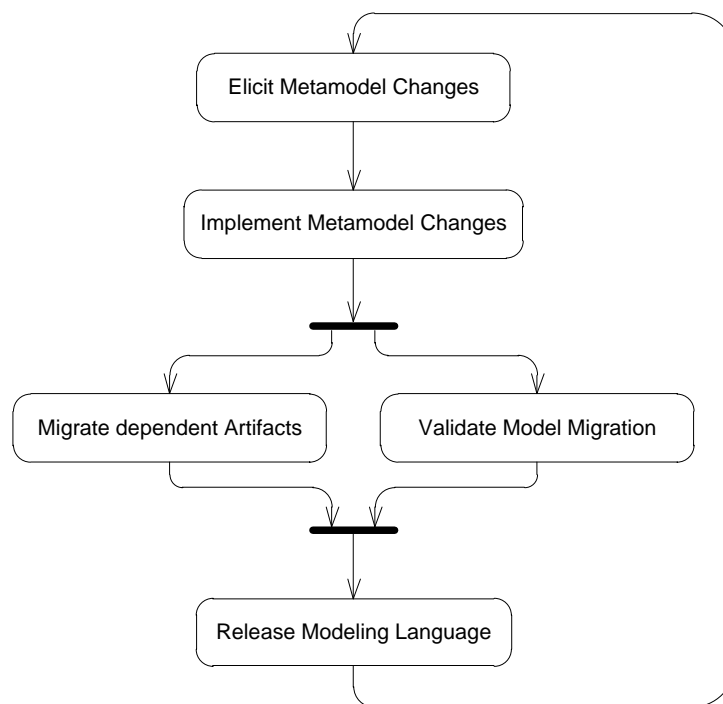 Elicit Metamodel Changes
Implement Metamodel Changes
Migrate dependent Artifacts
Validate Model Migration
Release Modeling Language